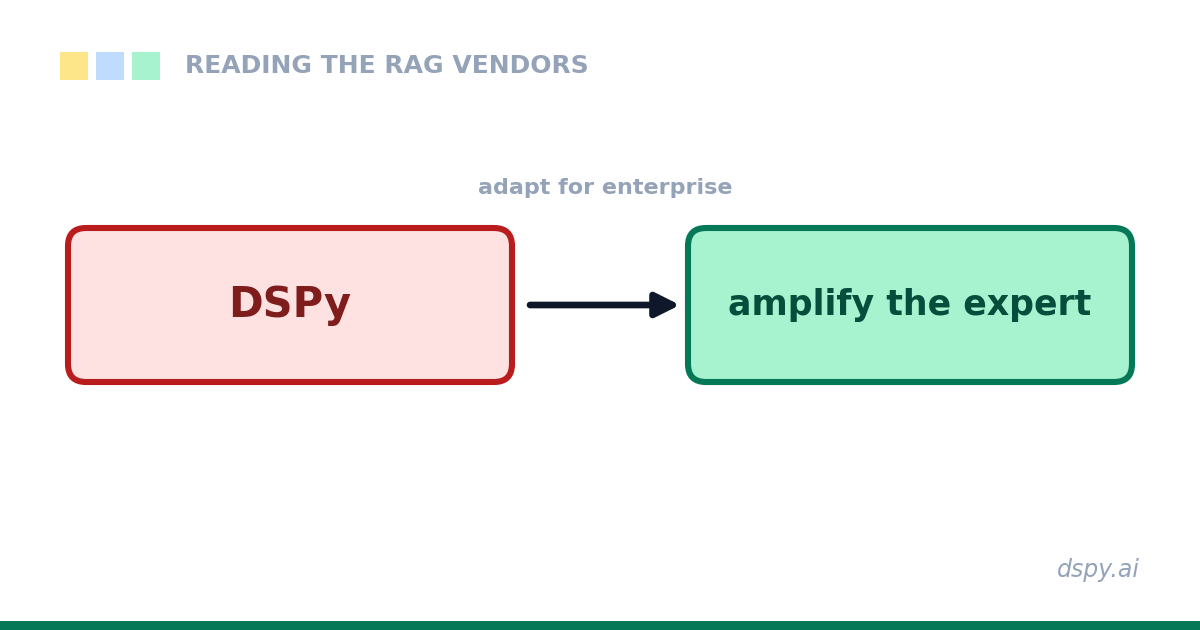 READING THE RAG VENDORS
adapt for enterprise
DSPy
amplify the expert
dspy.ai